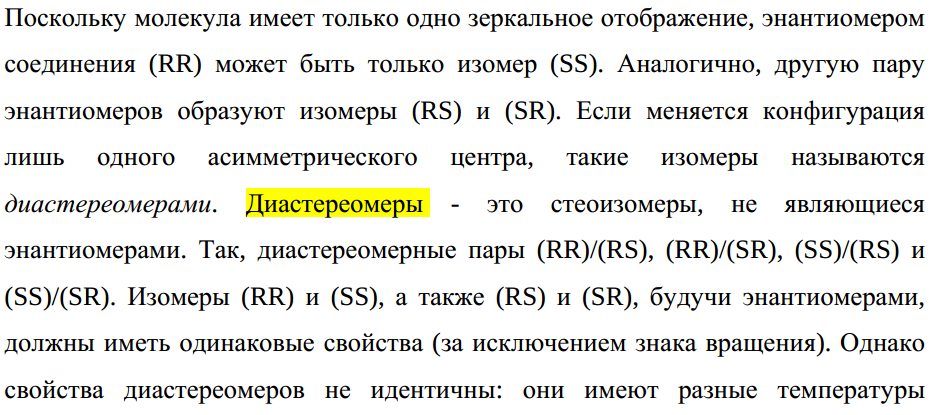 Поскольку молекула имеет только одно зеркальное отображение, энантиомером
соединения (RR) может быть только изомер (SS). Аналогично, другую пару
энантиомеров образуют изомеры (RS) и (SR). Если меняется конфигурация
лишь одного асимметрического центра, такие изомеры называются
диастереомерами. Диастереомеры - это стеоизомеры, не являющиеся
энантиомерами. Так, диастереомерные пары (RR)/(RS), (RR)/(SR), (SS)/(RS) и
(SS)/(SR). Изомеры (RR) и (SS), а также (RS) и (SR), будучи энантиомерами,
должны иметь одинаковые свойства (за исключением знака вращения). Однако
свойства диастереомеров не идентичны: они имеют разные температуры